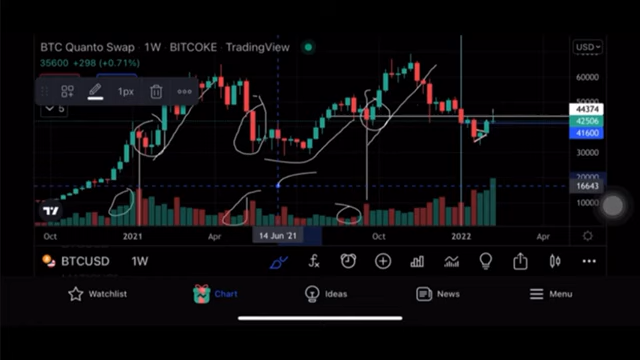 BTC Quanto Swap · 1W · BITCOKE · TradingView
USD
35600 +298 (+0.71%)
60000
1px
5
44374
42506
41600
30000
20000
16643
10000
Oct 2021 Apr 14 Jun '21 Oct 2022 Apr
BTCUSD 1W
Watchlist Chart Ideas News Menu